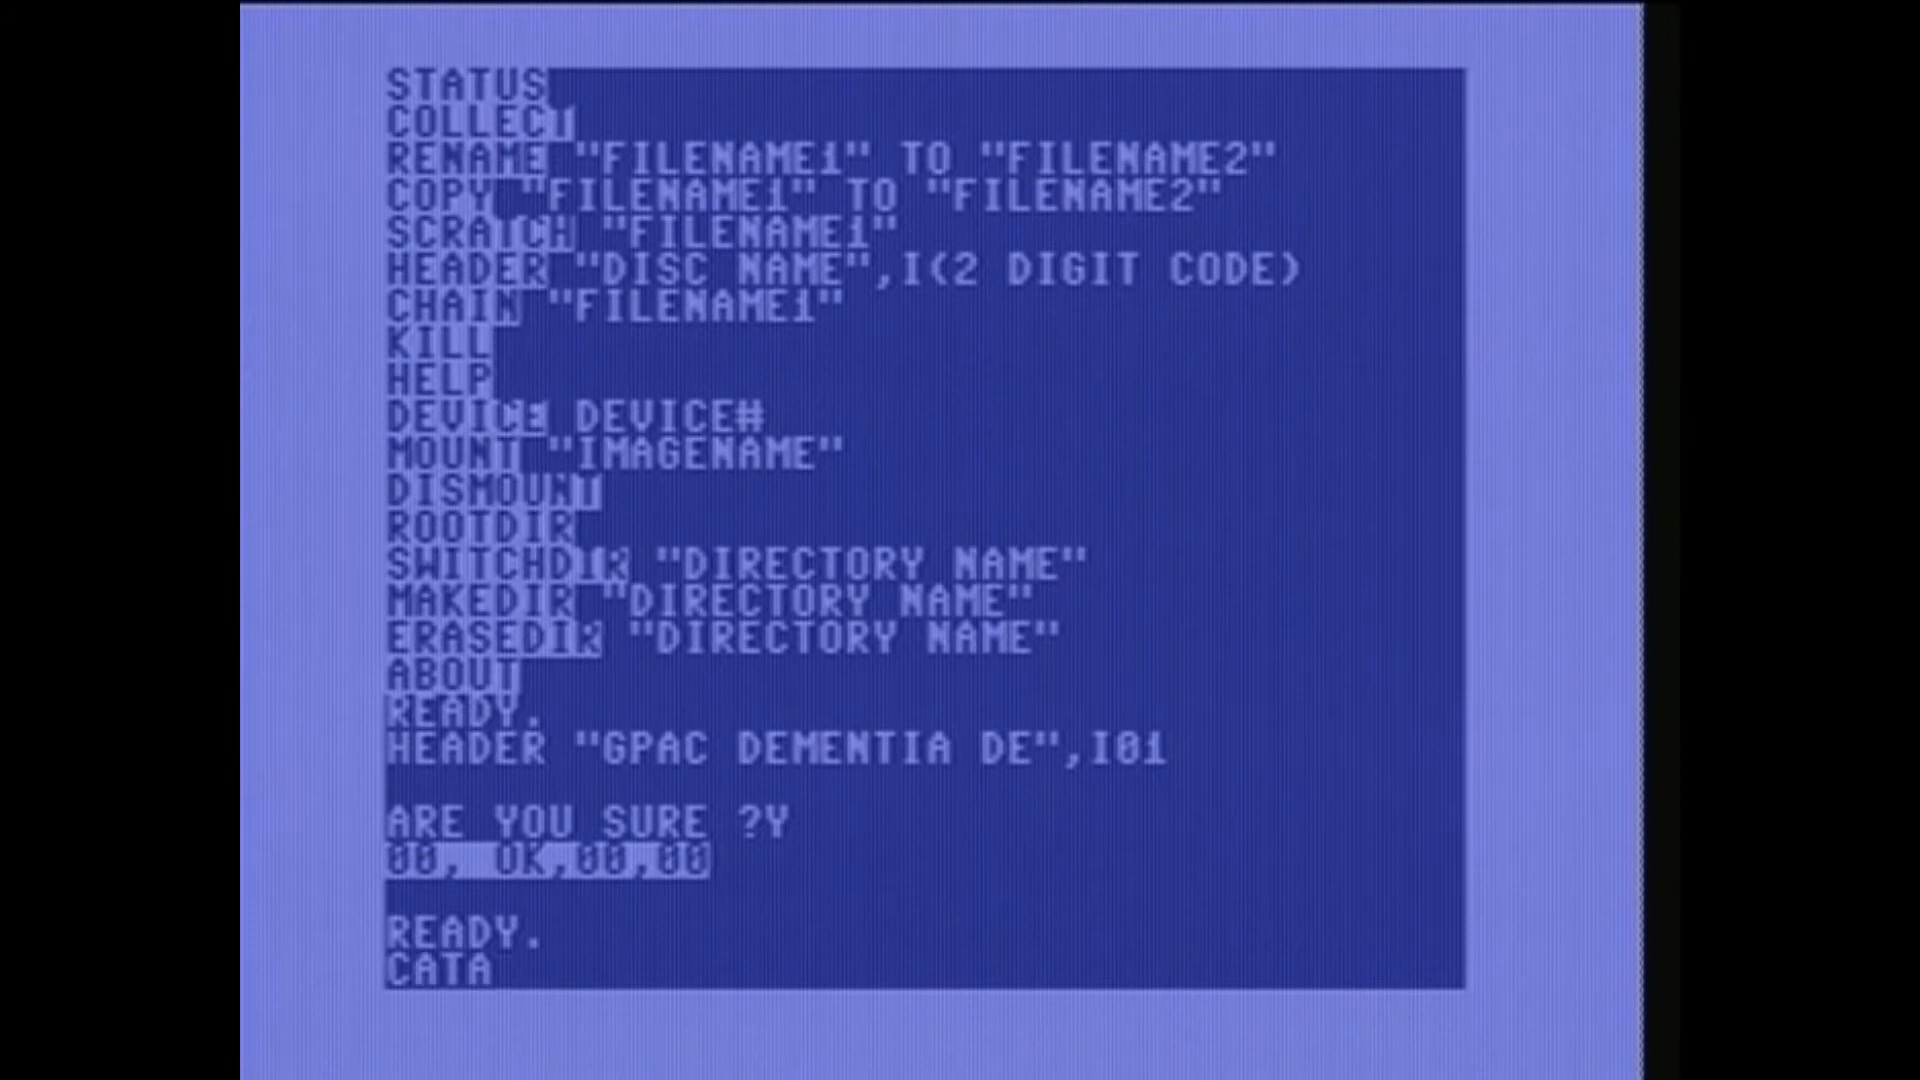 STATUS
COLLECT
RENAME "FILENAME1" TO "FILENAME2"
COPY "FILENAME1" TO "FILENAME2"
SCRATCH "FILENAME1"
HEADER "DISC NAME",I(2 DIGIT CODE)
CHAIN "FILENAME1"
KILL
HELP
DEVICE DEVICE#
MOUNT "IMAGENAME"
DISMOUNT
ROOTDIR
SWITCHDIR "DIRECTORY NAME"
MAKEDIR "DIRECTORY NAME"
ERASEDIR "DIRECTORY NAME"
ABOUT
READY.
HEADER "GPAC DEMENTIA DE",I01
ARE YOU SURE ?Y
00, OK,00,00
READY.
CATA